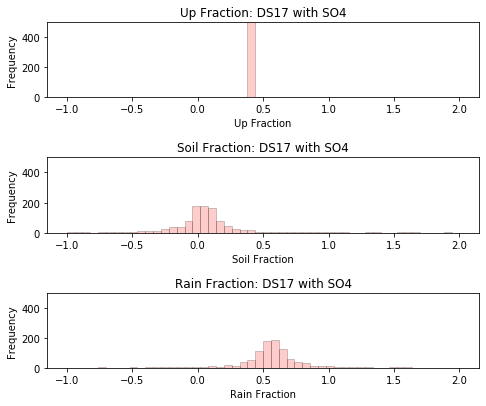 Up Fraction: DS17 with SO4
Frequency
400
200
0
−1.0 −0.5 0.0 0.5 1.0 1.5 2.0
Up Fraction
Soil Fraction: DS17 with SO4
Frequency
400
200
0
−1.0 −0.5 0.0 0.5 1.0 1.5 2.0
Soil Fraction
Rain Fraction: DS17 with SO4
Frequency
400
200
0
−1.0 −0.5 0.0 0.5 1.0 1.5 2.0
Rain Fraction